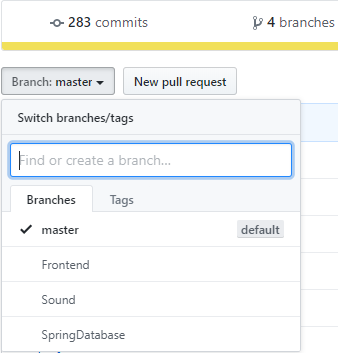 283 commits
4 branches
Branch: master
New pull request
Switch branches/tags
Find or create a branch...
Branches
Tags
master
default
Frontend
Sound
SpringDatabase